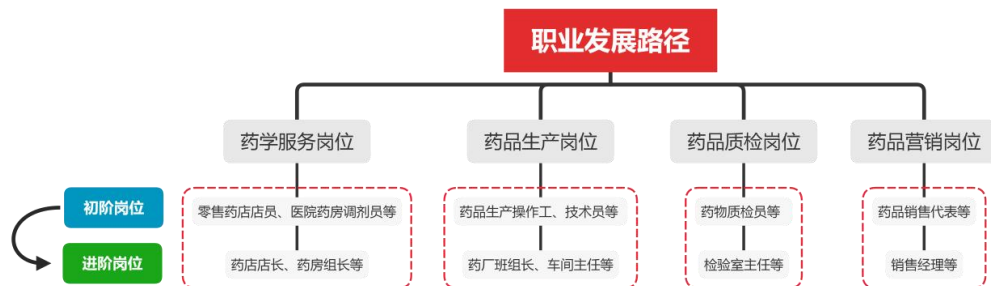 职业发展路径
药学服务岗位
药品生产岗位
药品质检岗位
药品营销岗位
初阶岗位
零售药店店员、医院药房调剂员等
药品生产操作工、技术员等
药物质检员等
药品销售代表等
进阶岗位
药店店长、药房组长等
药厂班组长、车间主任等
检验室主任等
销售经理等